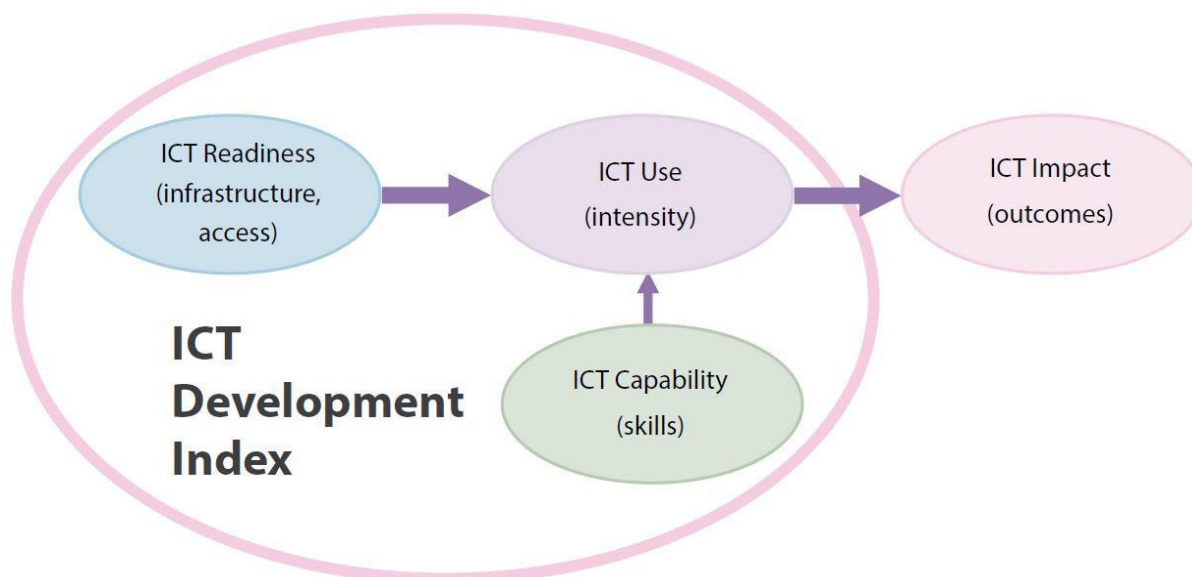 ICT Readiness
(infrastructure,
access)
ICT Use
(intensity)
ICT Impact
(outcomes)
ICT
Development
Index
ICT Capability
(skills)